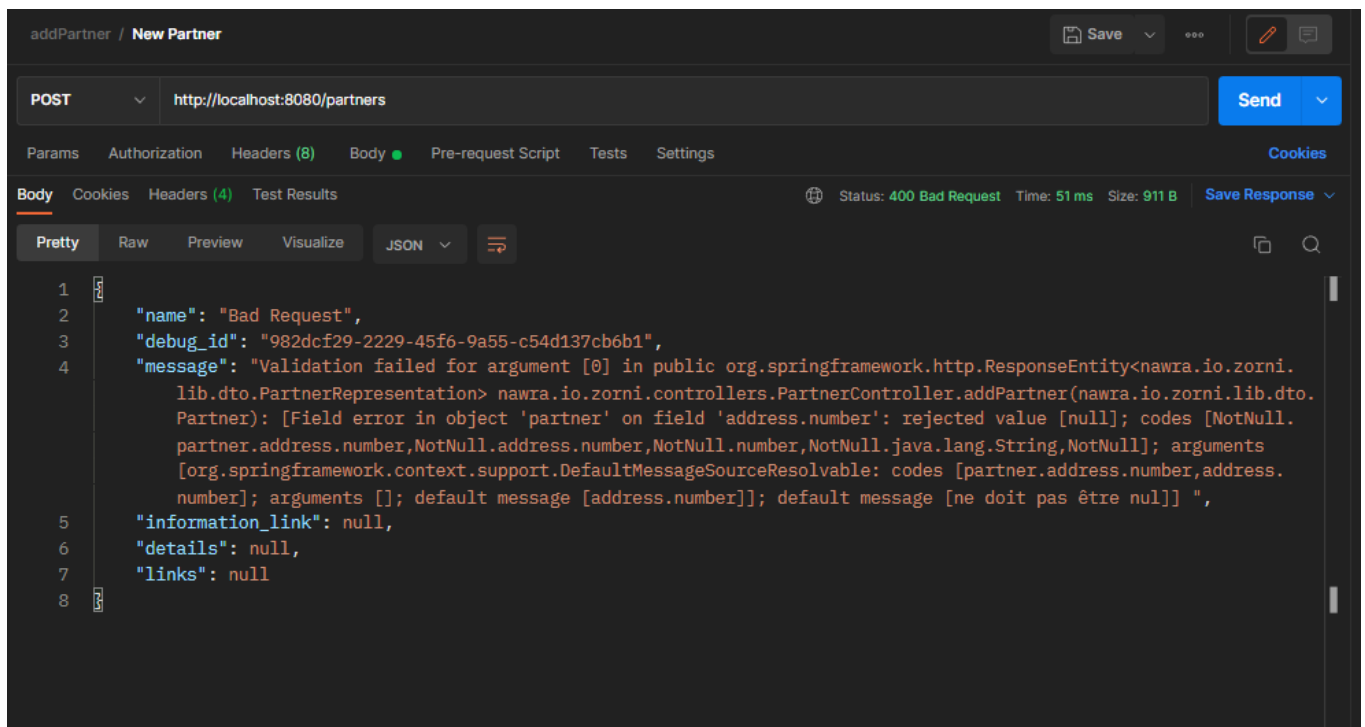 addPartner / New Partner
Save
POST
http://localhost:8080/partners
Send
Params Authorization Headers (8) Body Pre-request Script Tests Settings Cookies
Body Cookies Headers (4) Test Results Status: 400 Bad Request Time: 51 ms Size: 911 B Save Response
Pretty Raw Preview Visualize JSON
1 {
2 "name": "Bad Request",
3 "debug_id": "982dcf29-2229-45f6-9a55-c54d137cb6b1",
4 "message": "Validation failed for argument [0] in public org.springframework.http.ResponseEntity<nawra.io.zorni.
lib.dto.PartnerRepresentation> nawra.io.zorni.controllers.PartnerController.addPartner(nawra.io.zorni.lib.dto.
Partner): [Field error in object 'partner' on field 'address.number': rejected value [null]; codes [NotNull.
partner.address.number,NotNull.address.number,NotNull.number,NotNull.java.lang.String,NotNull]; arguments
[org.springframework.context.support.DefaultMessageSourceResolvable: codes [partner.address.number,address.
number]; arguments []; default message [address.number]]; default message [ne doit pas être nul]] ",
5 "information_link": null,
6 "details": null,
7 "links": null
8 }